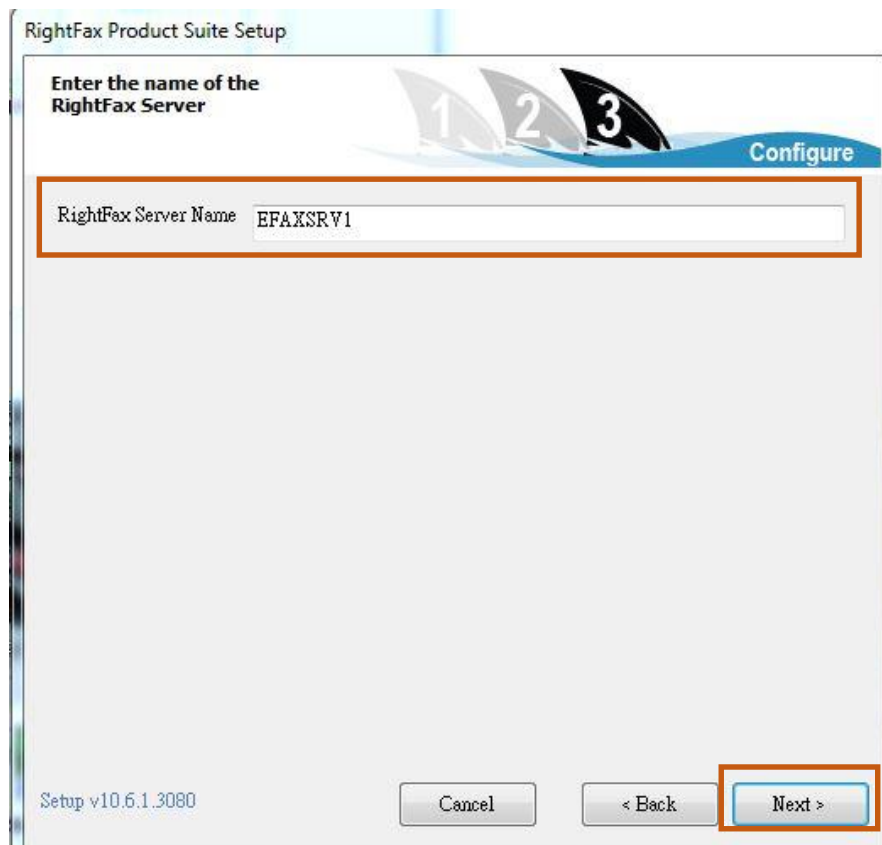 RightFax Product Suite Setup
Enter the name of the
RightFax Server
1 2 3
Configure
RightFax Server Name EFAXSRV1
Setup v10.6.1.3080
Cancel < Back Next >